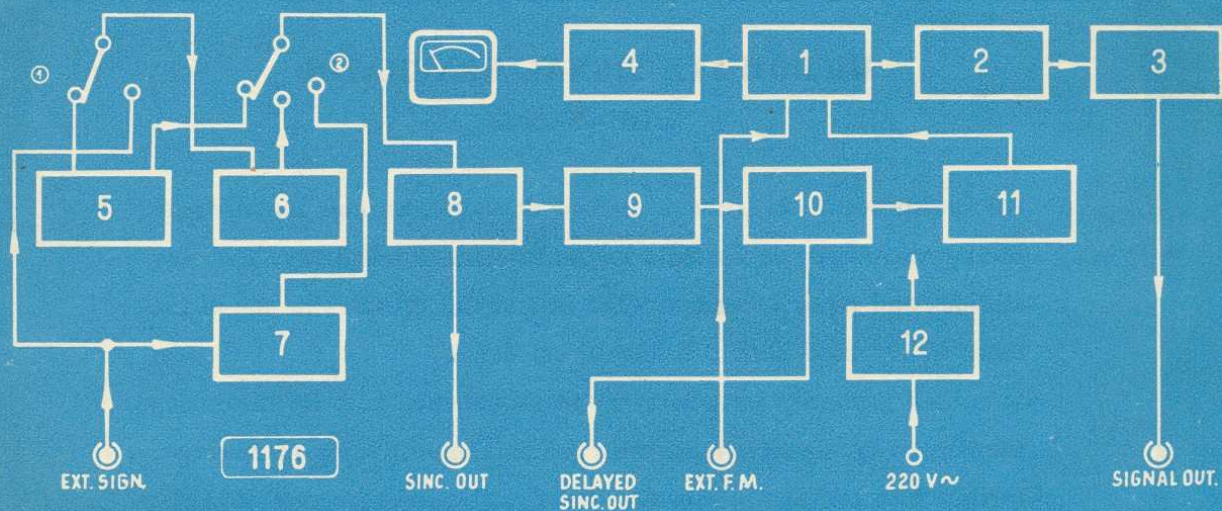 ① ②
4 1 2 3
5 6 8 9 10 11
7 12
1176
EXT. SIGN.
SINC. OUT
DELAYED
SINC. OUT
EXT. F. M.
220 V~
SIGNAL OUT.